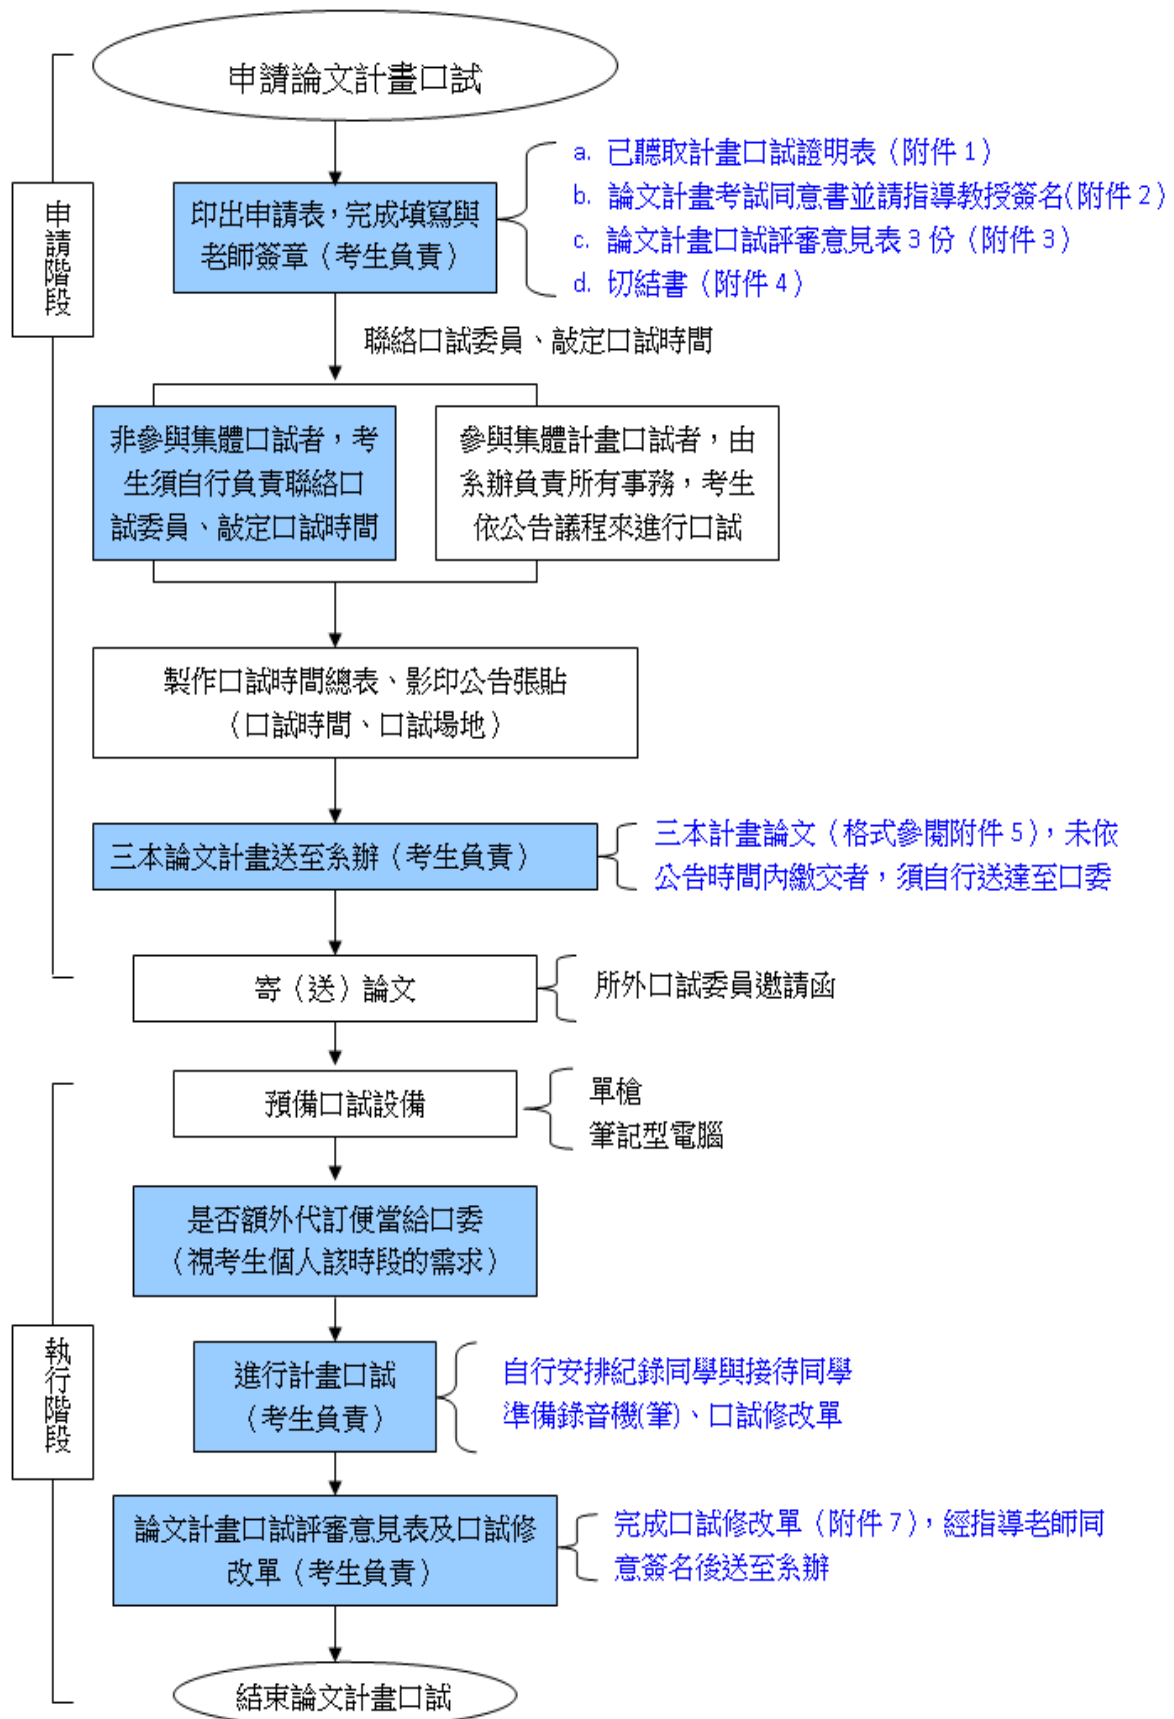 申請論文計畫口試
申請階段
印出申請表，完成填寫與
老師簽章（考生負責）
a. 已聽取計畫口試證明表（附件 1）
b. 論文計畫考試同意書並請指導教授簽名(附件 2)
c. 論文計畫口試評審意見表 3 份（附件 3）
d. 切結書（附件 4）
聯絡口試委員、敲定口試時間
非參與集體口試者，考
生須自行負責聯絡口
試委員、敲定口試時間
參與集體計畫口試者，由
系辦負責所有事務，考生
依公告議程來進行口試
製作口試時間總表、影印公告張貼
（口試時間、口試場地）
三本論文計畫送至系辦（考生負責）
三本計畫論文（格式參閱附件 5），未依
公告時間內繳交者，須自行送達至口委
寄（送）論文
所外口試委員邀請函
執行階段
預備口試設備
單槍
筆記型電腦
是否額外代訂便當給口委
（視考生個人該時段的需求）
進行計畫口試
（考生負責）
自行安排紀錄同學與接待同學
準備錄音機(筆)、口試修改單
論文計畫口試評審意見表及口試修
改單（考生負責）
完成口試修改單（附件 7），經指導老師同
意簽名後送至系辦
結束論文計畫口試